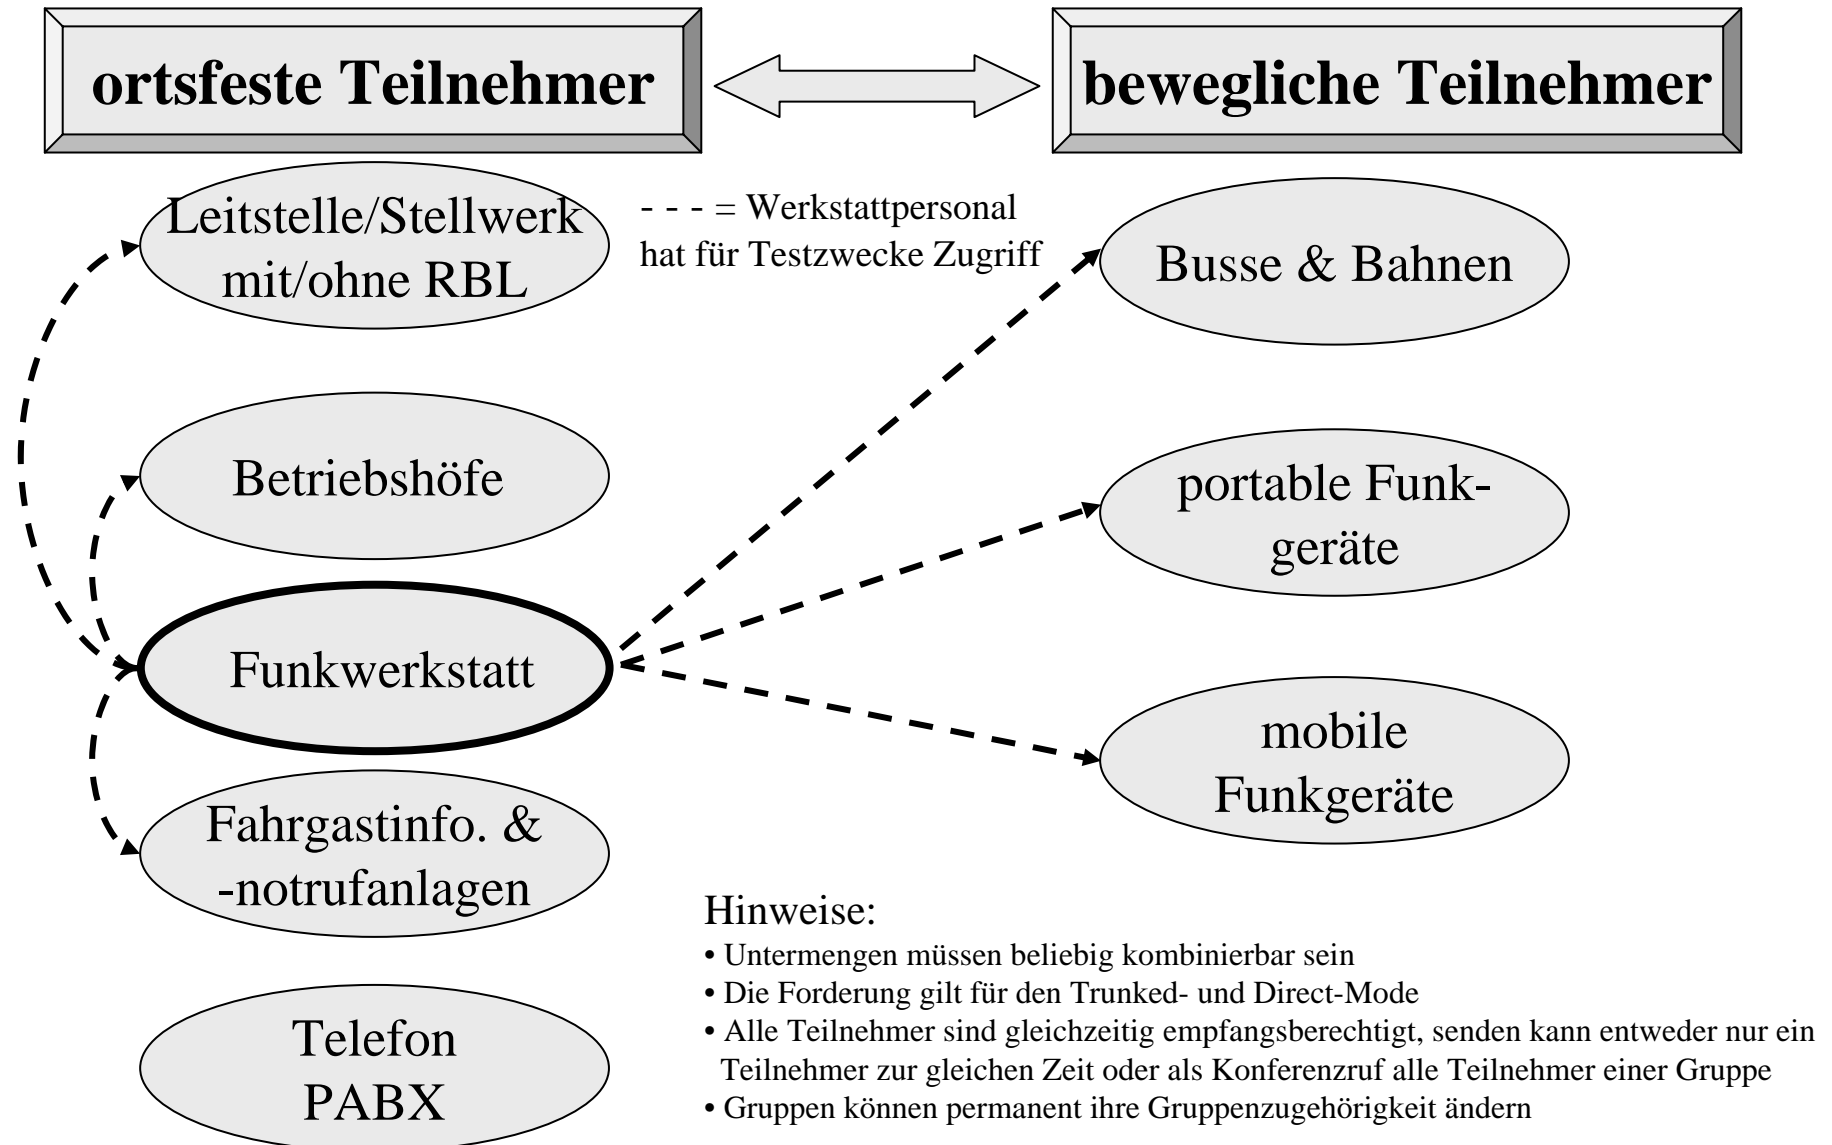 ortsfeste Teilnehmer
bewegliche Teilnehmer
Leitstelle/Stellwerk
mit/ohne RBL
- - - = Werkstattpersonal
hat für Testzwecke Zugriff
Busse & Bahnen
Betriebshöfe
portable Funk-
geräte
Funkwerkstatt
mobile
Funkgeräte
Fahrgastinfo. &
-notrufanlagen
Telefon
PABX
Hinweise:
• Untermengen müssen beliebig kombinierbar sein
• Die Forderung gilt für den Trunked- und Direct-Mode
• Alle Teilnehmer sind gleichzeitig empfangsberechtigt, senden kann entweder nur ein
Teilnehmer zur gleichen Zeit oder als Konferenzruf alle Teilnehmer einer Gruppe
• Gruppen können permanent ihre Gruppenzugehörigkeit ändern